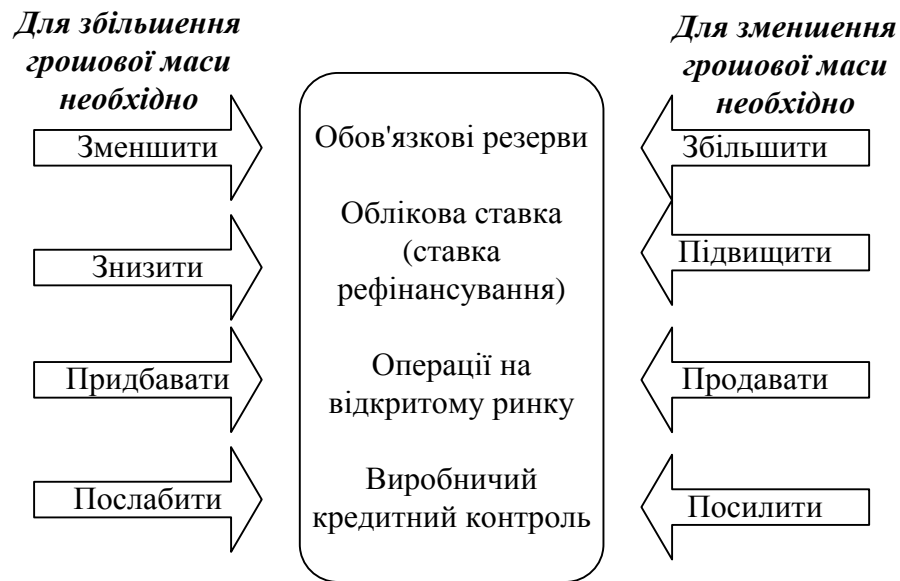 Для збільшення
грошової маси
необхідно
Для зменшення
грошової маси
необхідно
Зменшити
Обов'язкові резерви
Збільшити
Знизити
Облікова ставка
(ставка
рефінансування)
Підвищити
Придбавати
Операції на
відкритому ринку
Продавати
Послабити
Виробничий
кредитний контроль
Посилити